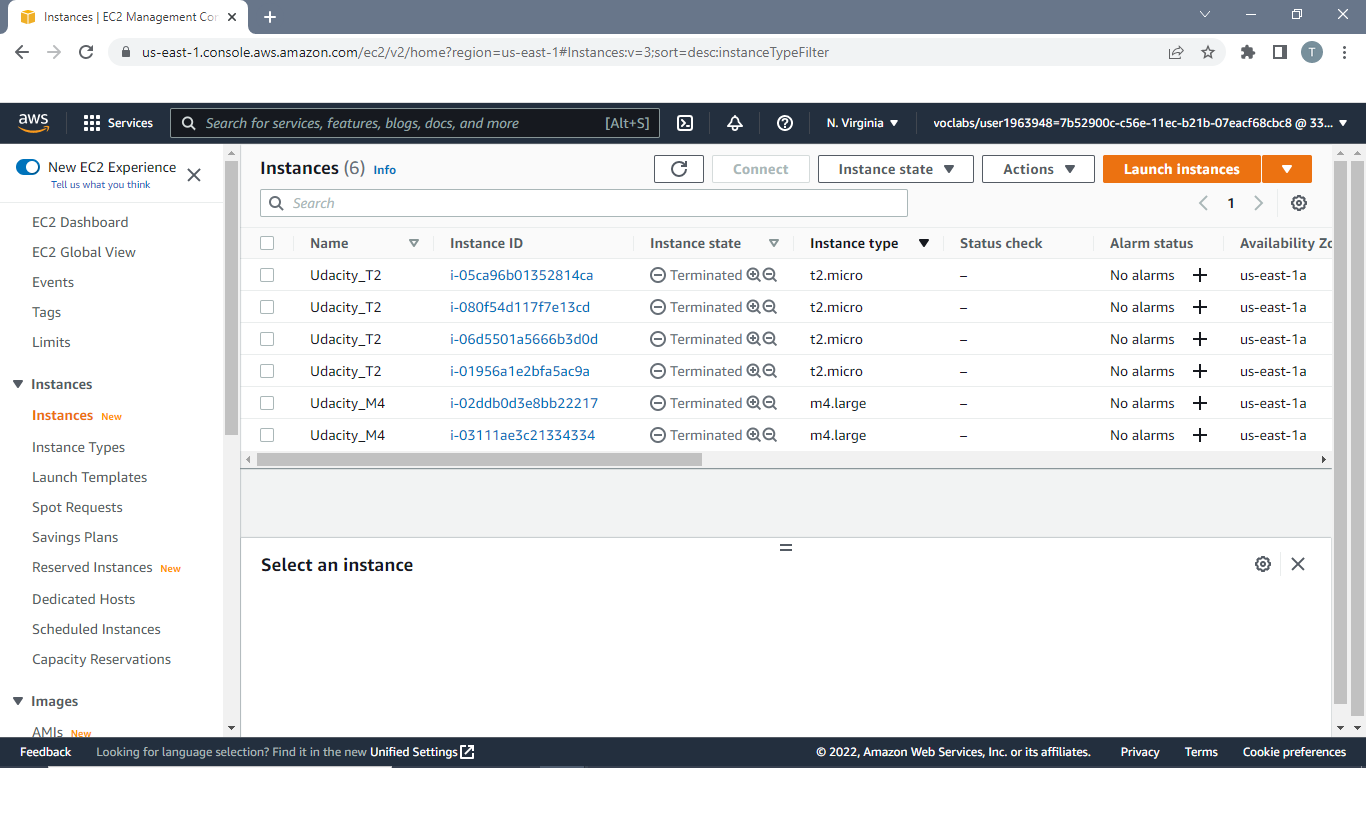 Instances | EC2 Management Con
us-east-1.console.aws.amazon.com/ec2/v2/home?region=us-east-1#Instances:v=3;sort=desc:instanceTypeFilter
T
aws
Services
Search for services, features, blogs, docs, and more [Alt+S]
N. Virginia
voclabs/user1963948=7b52900c-c56e-11ec-b21b-07eacf68cbc8 @ 33...
New EC2 Experience
Tell us what you think
EC2 Dashboard
EC2 Global View
Events
Tags
Limits
Instances
Instances New
Instance Types
Launch Templates
Spot Requests
Savings Plans
Reserved Instances New
Dedicated Hosts
Scheduled Instances
Capacity Reservations
Images
AMIs New
Instances (6) Info
Connect
Instance state
Actions
Launch instances
Search
1
Name Instance ID Instance state Instance type Status check Alarm status Availability Zo
Udacity_T2 i-05ca96b01352814ca Terminated t2.micro – No alarms + us-east-1a
Udacity_T2 i-080f54d117f7e13cd Terminated t2.micro – No alarms + us-east-1a
Udacity_T2 i-06d5501a5666b3d0d Terminated t2.micro – No alarms + us-east-1a
Udacity_T2 i-01956a1e2bfa5ac9a Terminated t2.micro – No alarms + us-east-1a
Udacity_M4 i-02ddb0d3e8bb22217 Terminated m4.large – No alarms + us-east-1a
Udacity_M4 i-03111ae3c21334334 Terminated m4.large – No alarms + us-east-1a
Select an instance
Feedback Looking for language selection? Find it in the new Unified Settings
© 2022, Amazon Web Services, Inc. or its affiliates. Privacy Terms Cookie preferences